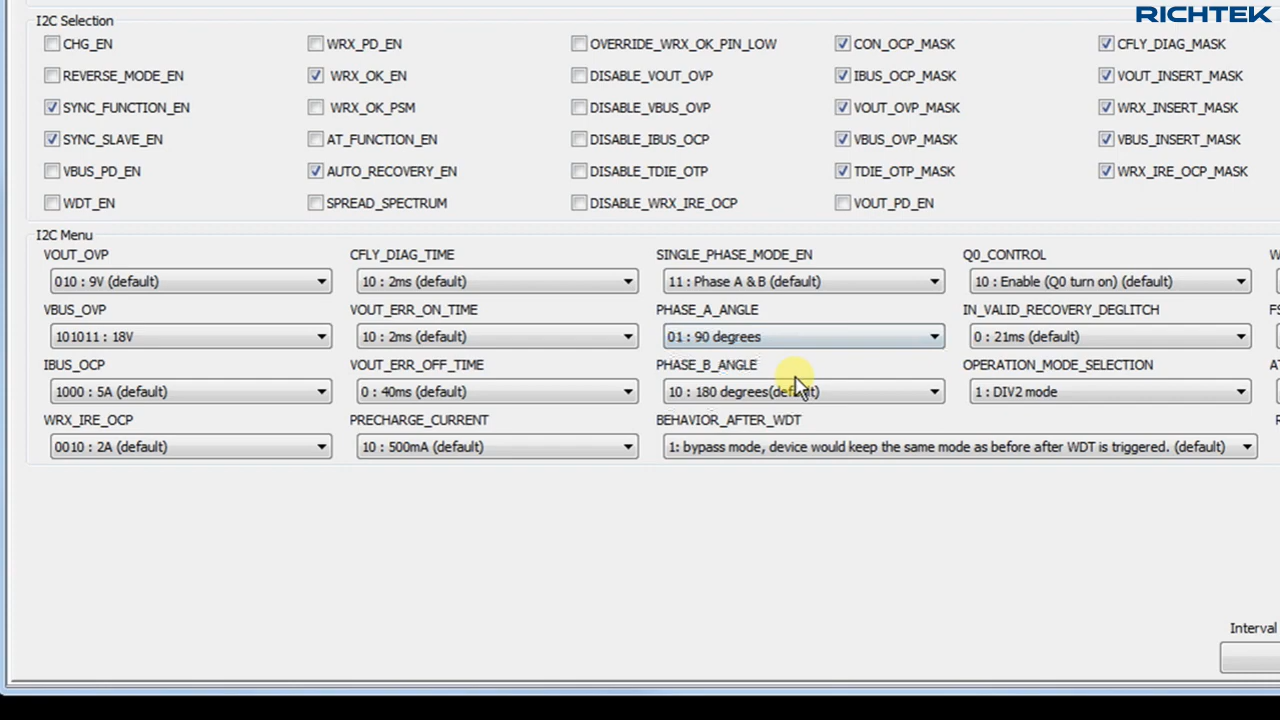 RICHTEK
I2C Selection
CHG_EN WRX_PD_EN OVERRIDE_WRX_OK_PIN_LOW CON_OCP_MASK CFLY_DIAG_MASK
REVERSE_MODE_EN WRX_OK_EN DISABLE_VOUT_OVP IBUS_OCP_MASK VOUT_INSERT_MASK
SYNC_FUNCTION_EN WRX_OK_PSM DISABLE_VBUS_OVP VOUT_OVP_MASK WRX_INSERT_MASK
SYNC_SLAVE_EN AT_FUNCTION_EN DISABLE_IBUS_OCP VBUS_OVP_MASK VBUS_INSERT_MASK
VBUS_PD_EN AUTO_RECOVERY_EN DISABLE_TDIE_OTP TDIE_OTP_MASK WRX_IRE_OCP_MASK
WDT_EN SPREAD_SPECTRUM DISABLE_WRX_IRE_OCP VOUT_PD_EN
I2C Menu
VOUT_OVP CFLY_DIAG_TIME SINGLE_PHASE_MODE_EN Q0_CONTROL
010 : 9V (default) 10 : 2ms (default) 11 : Phase A & B (default) 10 : Enable (Q0 turn on) (default)
VBUS_OVP VOUT_ERR_ON_TIME PHASE_A_ANGLE IN_VALID_RECOVERY_DEGLITCH
101011 : 18V 10 : 2ms (default) 01 : 90 degrees 0 : 21ms (default)
IBUS_OCP VOUT_ERR_OFF_TIME PHASE_B_ANGLE OPERATION_MODE_SELECTION
1000 : 5A (default) 0 : 40ms (default) 10 : 180 degrees(default) 1 : DIV2 mode
WRX_IRE_OCP PRECHARGE_CURRENT BEHAVIOR_AFTER_WDT
0010 : 2A (default) 10 : 500mA (default) 1: bypass mode, device would keep the same mode as before after WDT is triggered. (default)
Interval